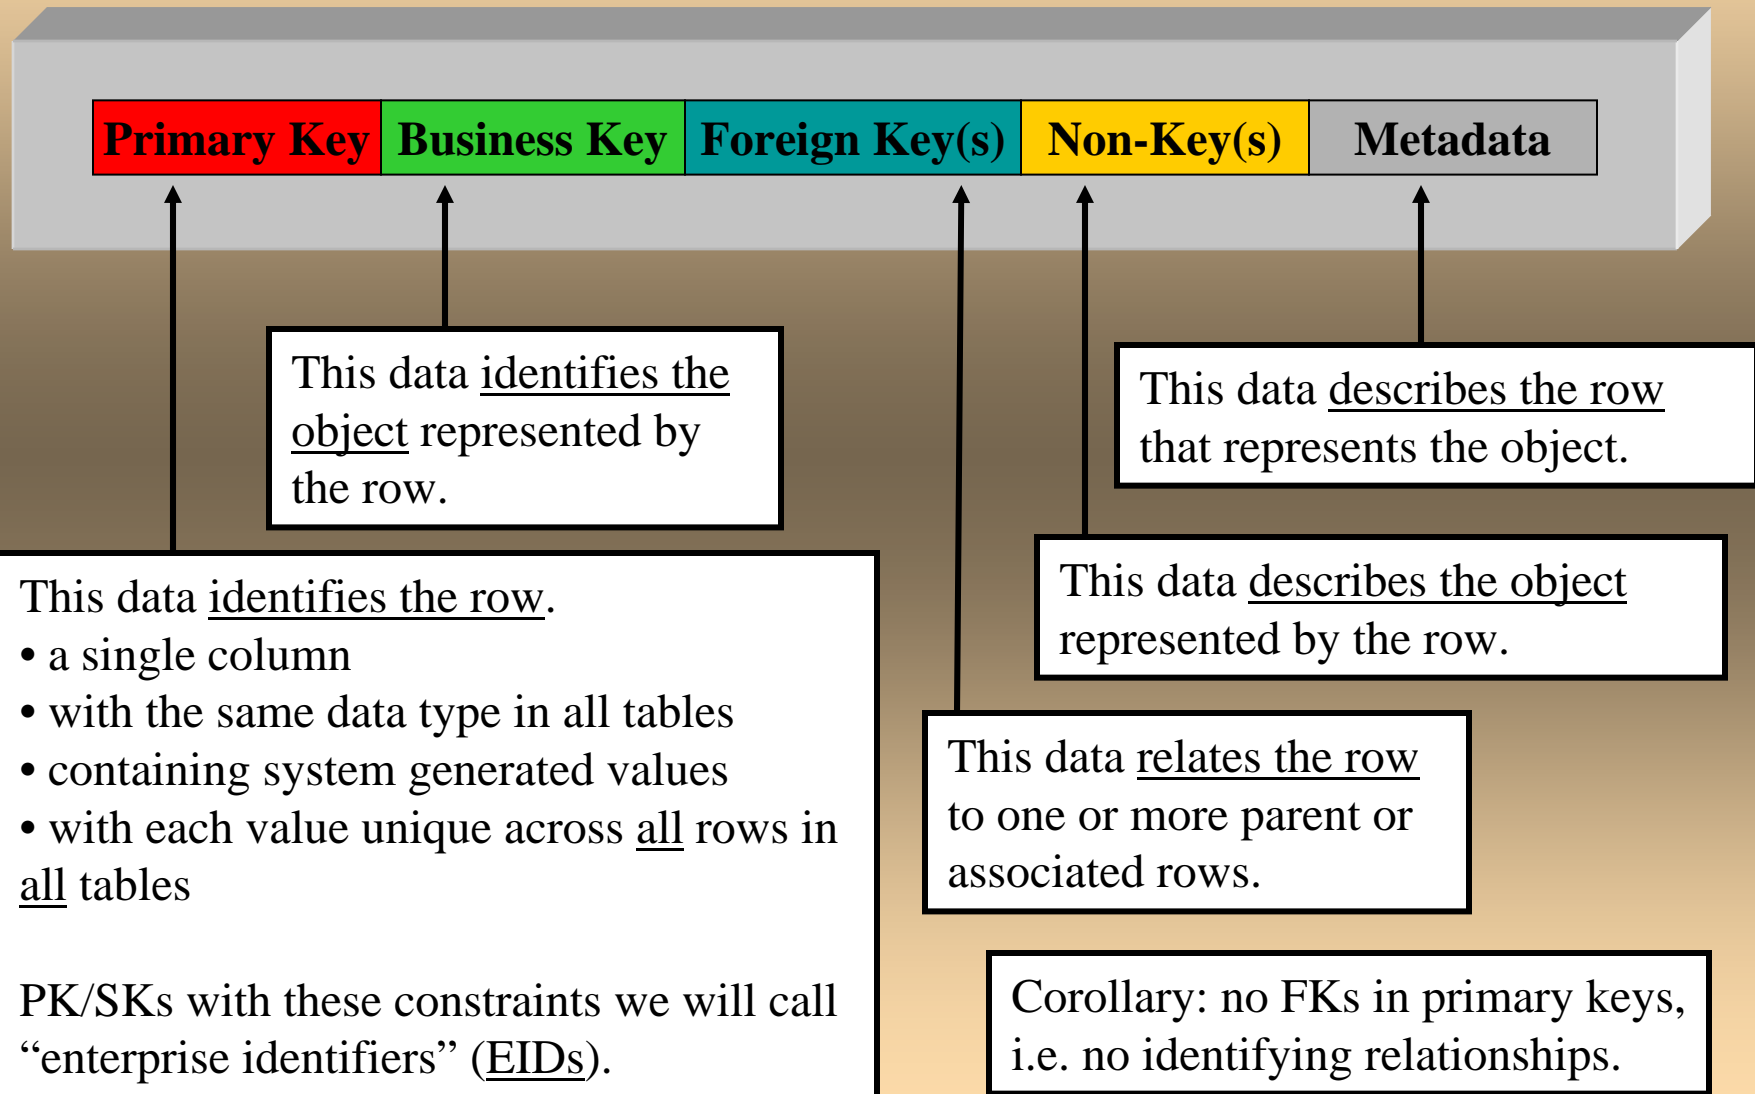 Primary Key Business Key Foreign Key(s) Non-Key(s) Metadata
This data identifies the
object represented by
the row.
This data describes the row
that represents the object.
This data identifies the row.
• a single column
• with the same data type in all tables
• containing system generated values
• with each value unique across all rows in
all tables
PK/SKs with these constraints we will call
“enterprise identifiers” (EIDs).
This data describes the object
represented by the row.
This data relates the row
to one or more parent or
associated rows.
Corollary: no FKs in primary keys,
i.e. no identifying relationships.